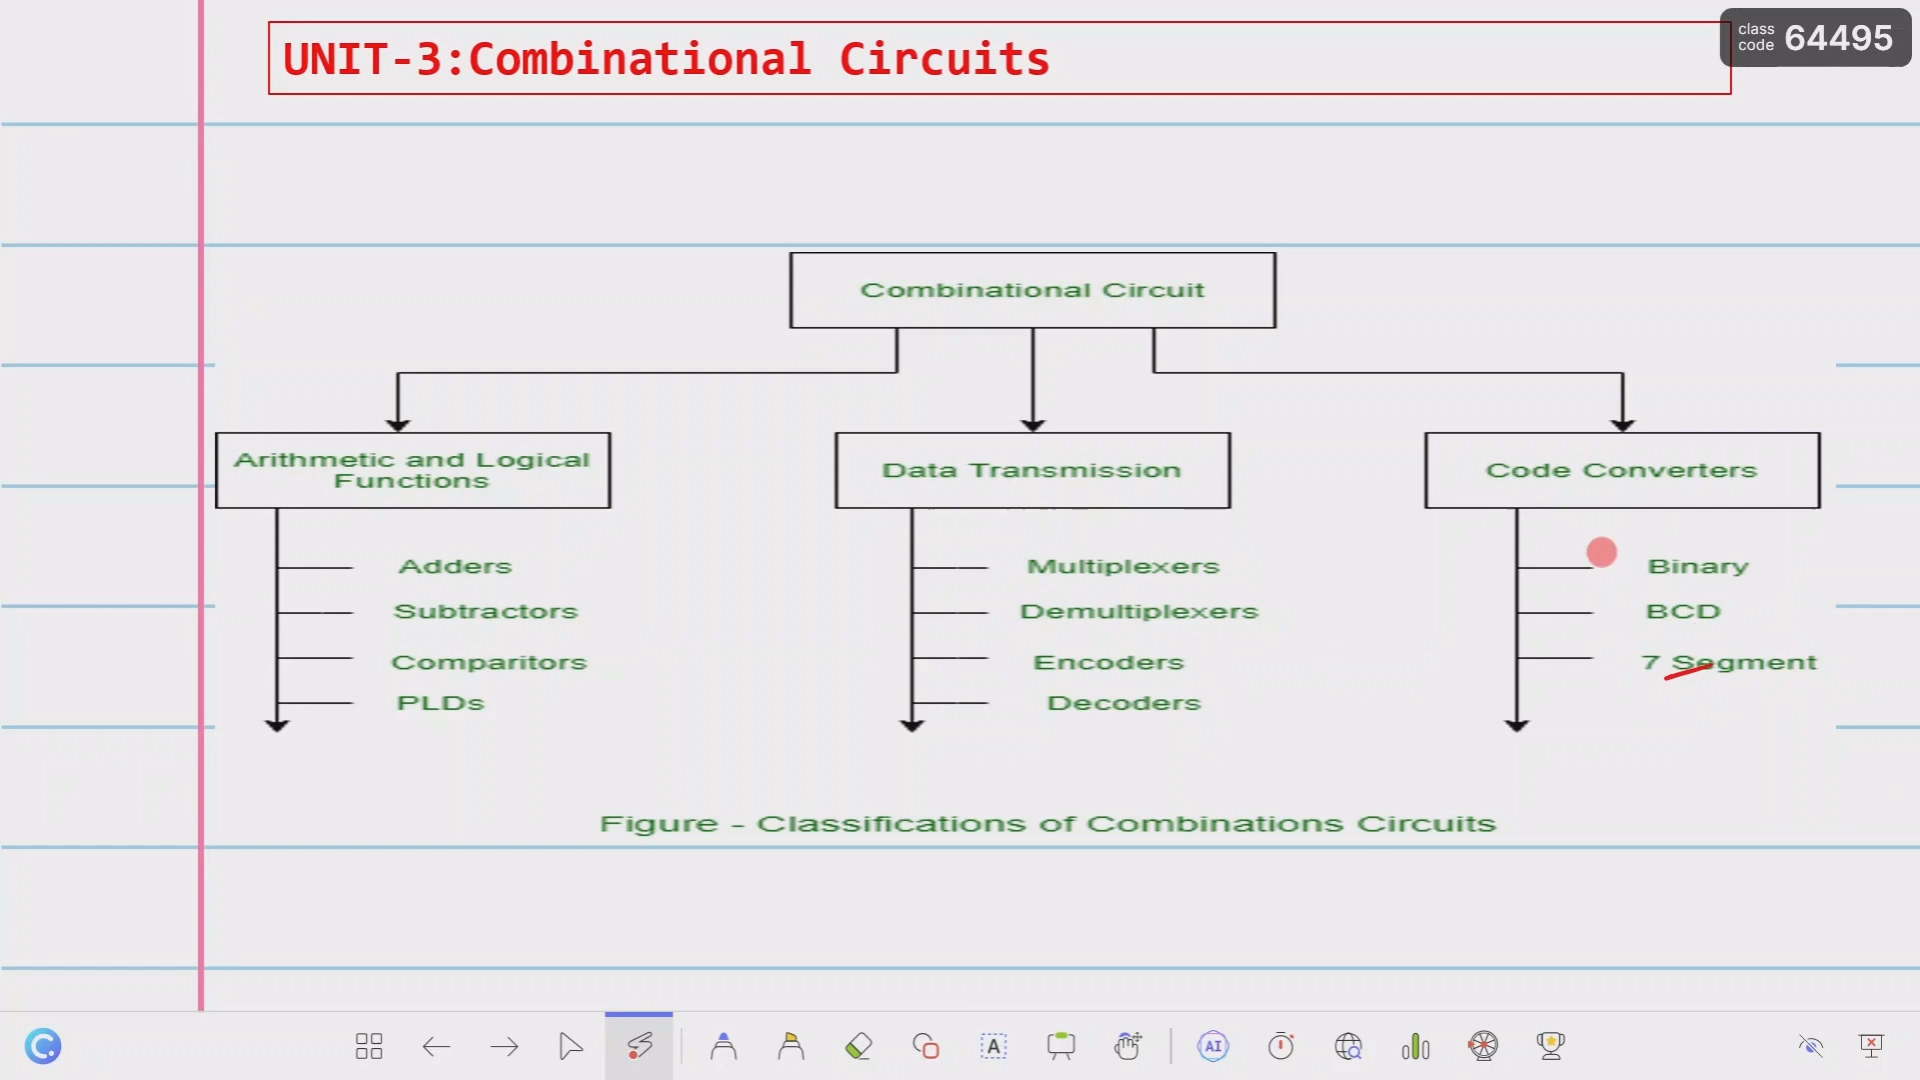 UNIT-3:Combinational Circuits
class code 64495
Combinational Circuit
Arithmetic and Logical
Functions
Data Transmission
Code Converters
Adders
Subtractors
Comparitors
PLDs
Multiplexers
Demultiplexers
Encoders
Decoders
Binary
BCD
7 Segment
Figure - Classifications of Combinations Circuits
A
AI